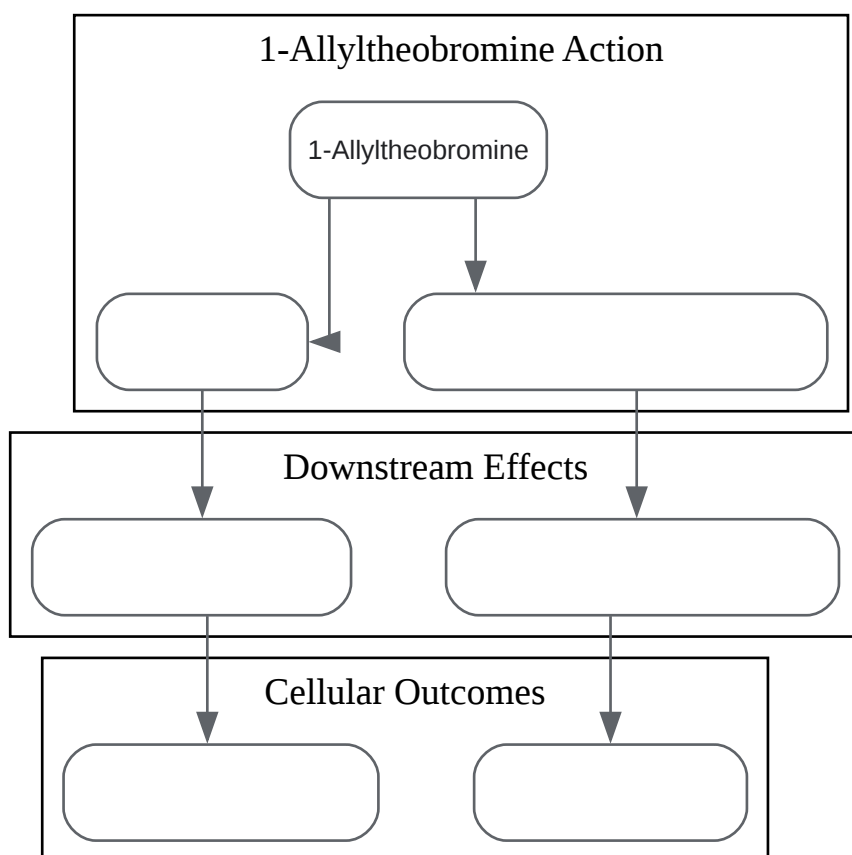 1-Allyltheobromine Action
1-Allyltheobromine
Downstream Effects
Cellular Outcomes